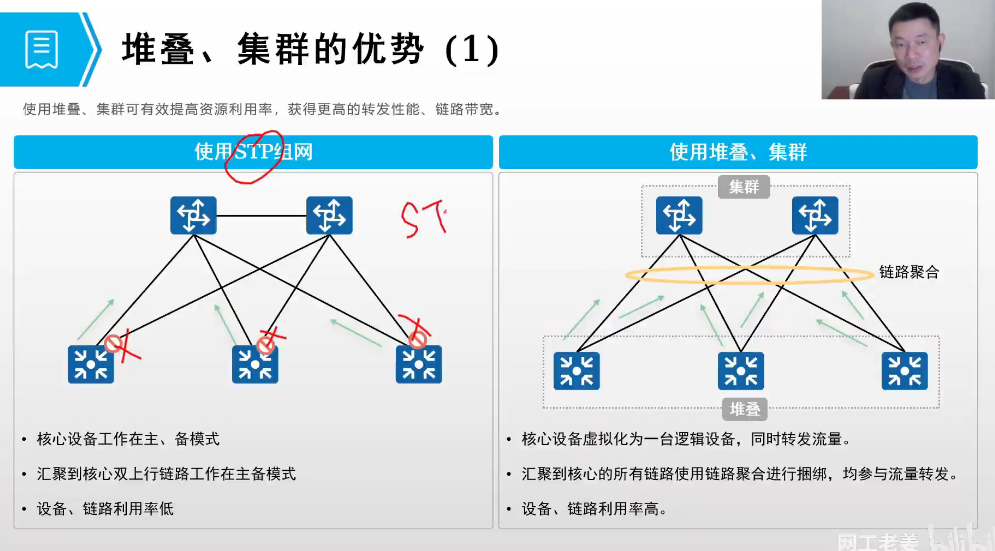 堆叠、集群的优势 (1)
使用堆叠、集群可有效提高资源利用率，获得更高的转发性能、链路带宽。
使用STP组网
ST
• 核心设备工作在主、备模式
• 汇聚到核心双上行链路工作在主备模式
• 设备、链路利用率低
使用堆叠、集群
集群
链路聚合
堆叠
• 核心设备虚拟化为一台逻辑设备，同时转发流量。
• 汇聚到核心的所有链路使用链路聚合进行捆绑，均参与流量转发。
• 设备、链路利用率高。
网工老姜 bilibili